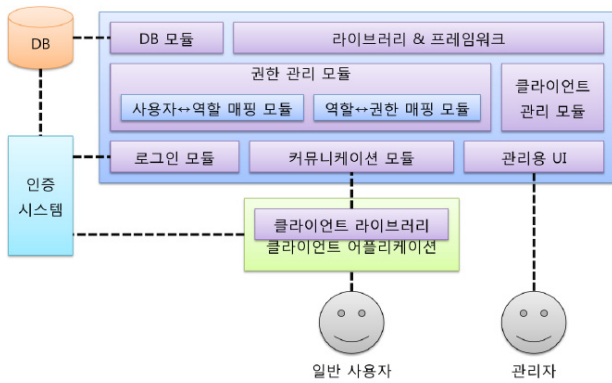 DB
DB 모듈
라이브러리 & 프레임워크
권한 관리 모듈
사용자↔역할 매핑 모듈
역할↔권한 매핑 모듈
클라이언트
관리 모듈
로그인 모듈
커뮤니케이션 모듈
관리용 UI
인증
시스템
클라이언트 라이브러리
클라이언트 어플리케이션
일반 사용자
관리자